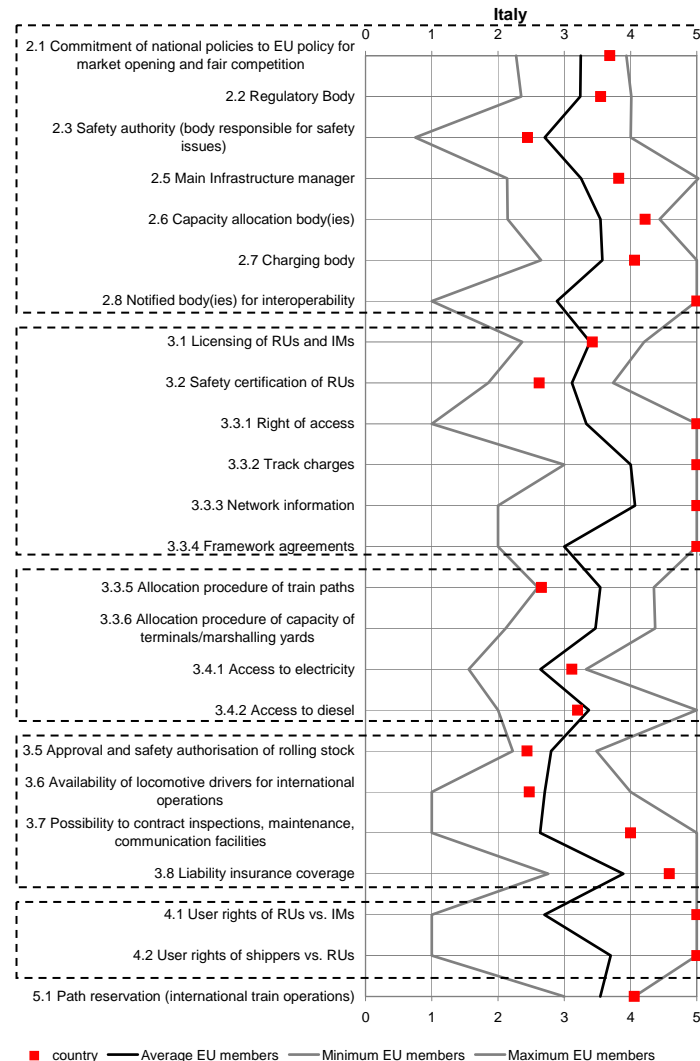 Italy
0 1 2 3 4 5
2.1 Commitment of national policies to EU policy for
market opening and fair competition
2.2 Regulatory Body
2.3 Safety authority (body responsible for safety
issues)
2.5 Main Infrastructure manager
2.6 Capacity allocation body(ies)
2.7 Charging body
2.8 Notified body(ies) for interoperability
3.1 Licensing of RUs and IMs
3.2 Safety certification of RUs
3.3.1 Right of access
3.3.2 Track charges
3.3.3 Network information
3.3.4 Framework agreements
3.3.5 Allocation procedure of train paths
3.3.6 Allocation procedure of capacity of
terminals/marshalling yards
3.4.1 Access to electricity
3.4.2 Access to diesel
3.5 Approval and safety authorisation of rolling stock
3.6 Availability of locomotive drivers for international
operations
3.7 Possibility to contract inspections, maintenance,
communication facilities
3.8 Liability insurance coverage
4.1 User rights of RUs vs. IMs
4.2 User rights of shippers vs. RUs
5.1 Path reservation (international train operations)
0 1 2 3 4 5
country Average EU members Minimum EU members Maximum EU members